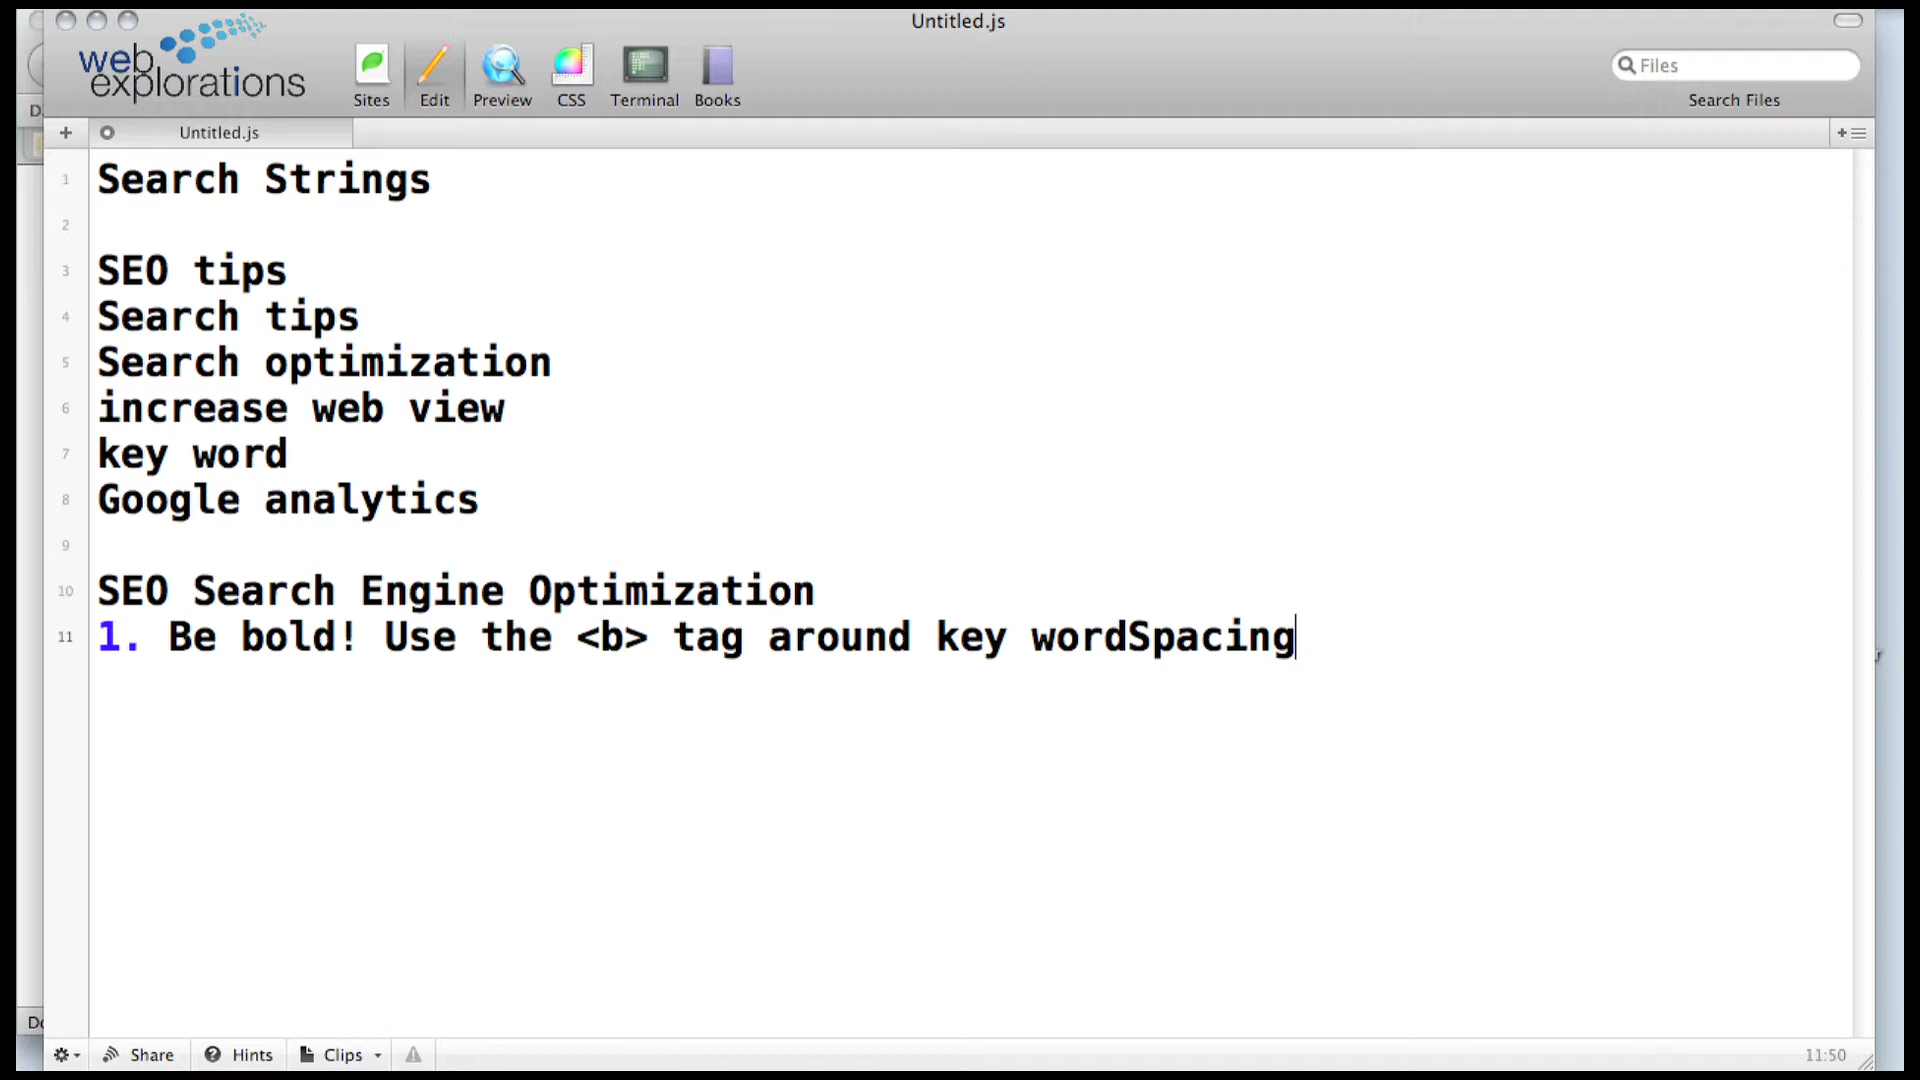 Untitled.js
web
explorations
Sites
Edit
Preview
CSS
Terminal
Books
Files
Search Files
Untitled.js
1 Search Strings
2
3 SEO tips
4 Search tips
5 Search optimization
6 increase web view
7 key word
8 Google analytics
9
10 SEO Search Engine Optimization
11 1. Be bold! Use the <b> tag around key wordSpacing
Share
Hints
Clips
11:50